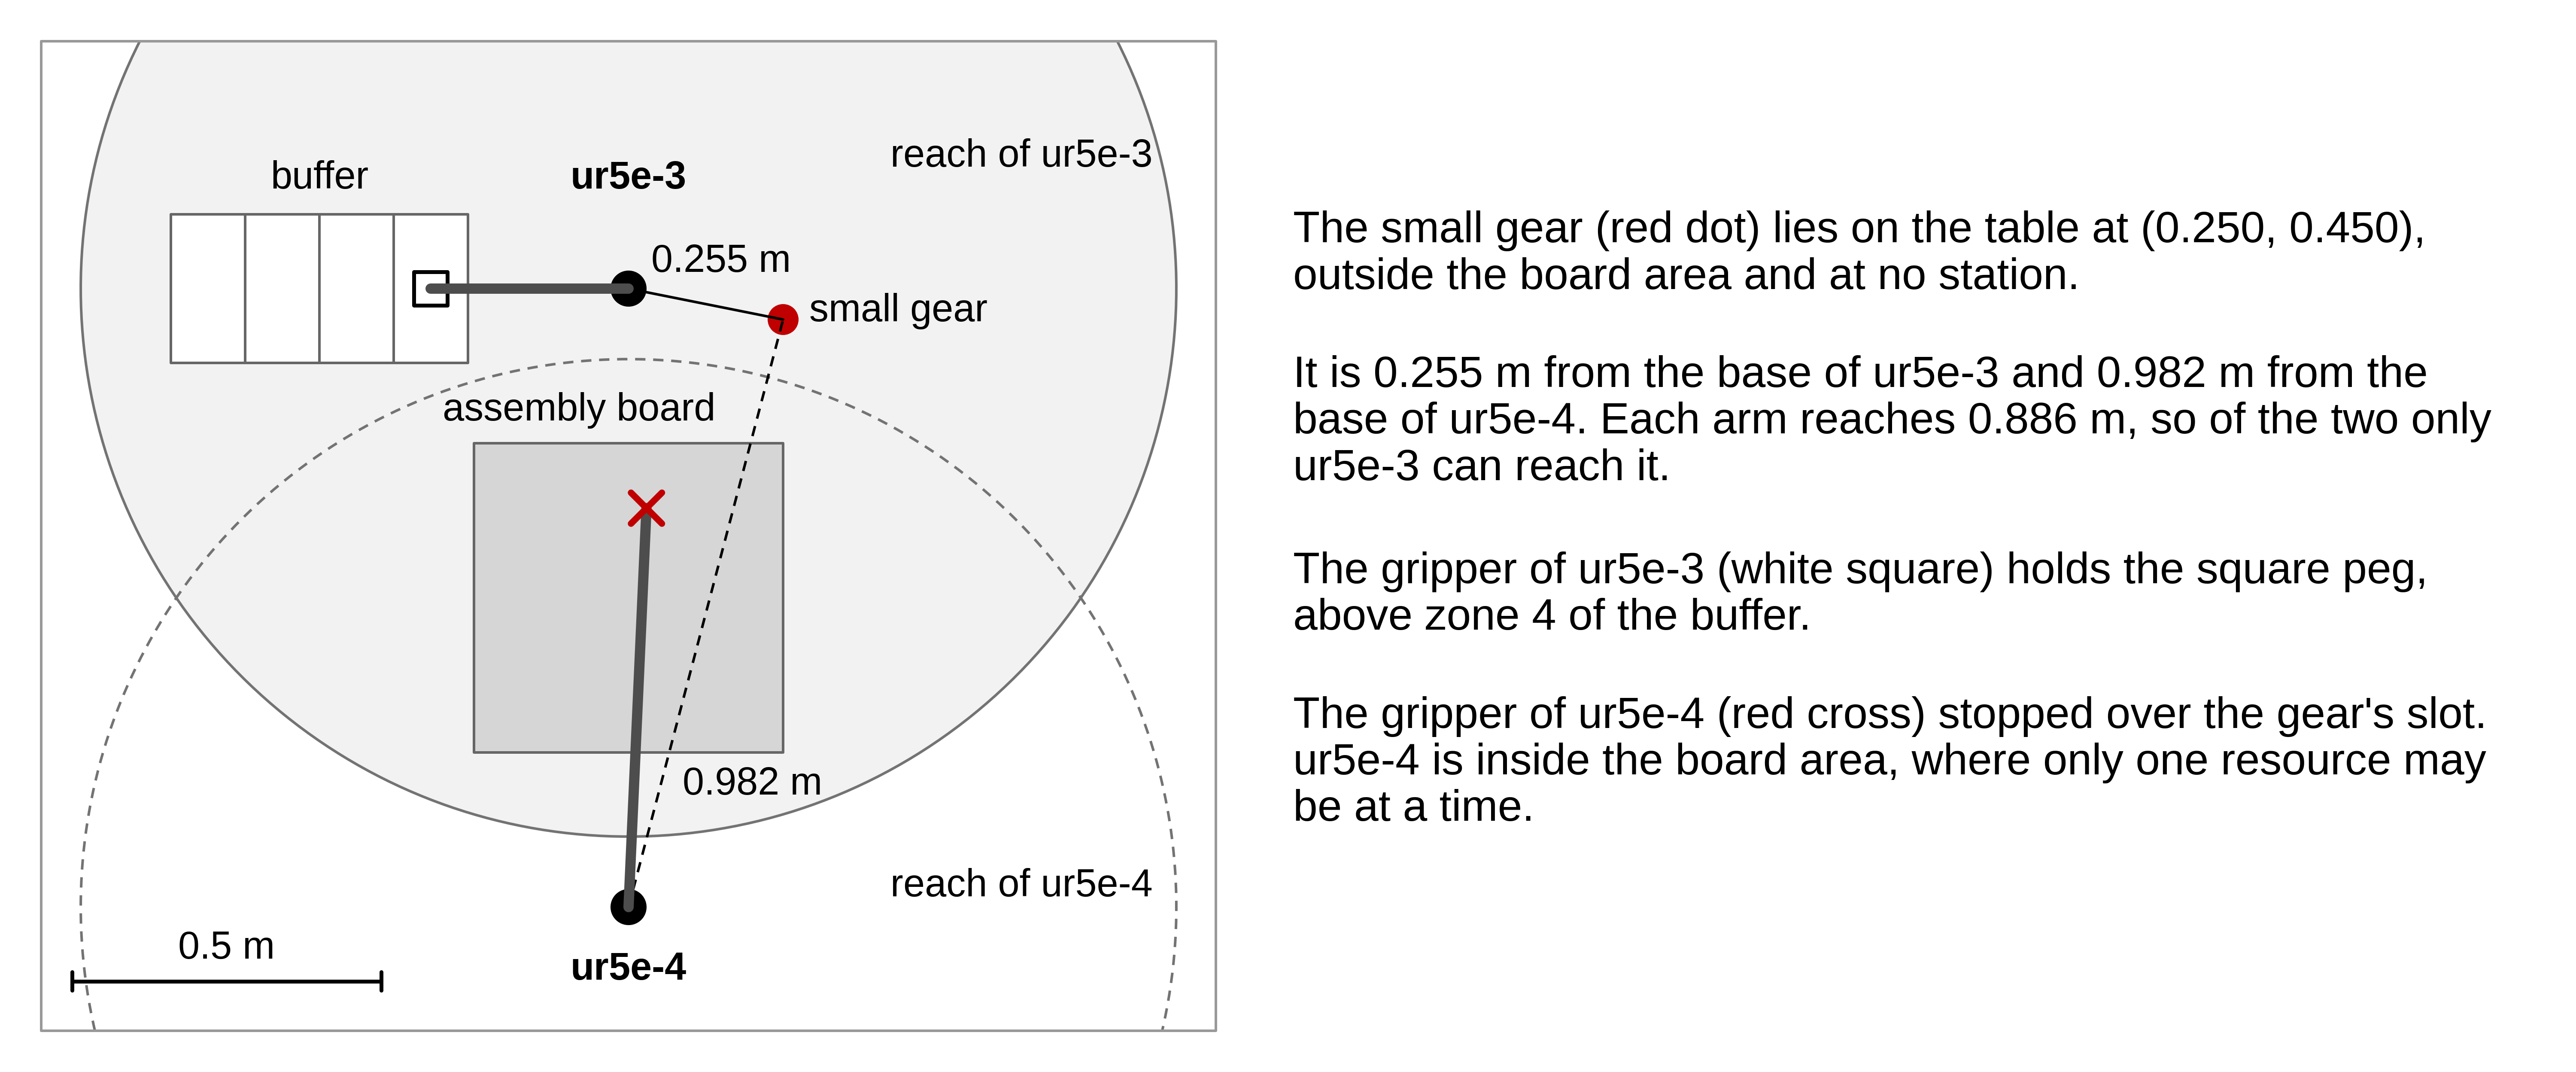 reach of ur5e-3
buffer
ur5e-3
0.255 m
small gear
assembly board
0.982 m
reach of ur5e-4
0.5 m
ur5e-4
The small gear (red dot) lies on the table at (0.250, 0.450),
outside the board area and at no station.
It is 0.255 m from the base of ur5e-3 and 0.982 m from the
base of ur5e-4. Each arm reaches 0.886 m, so of the two only
ur5e-3 can reach it.
The gripper of ur5e-3 (white square) holds the square peg,
above zone 4 of the buffer.
The gripper of ur5e-4 (red cross) stopped over the gear's slot.
ur5e-4 is inside the board area, where only one resource may
be at a time.